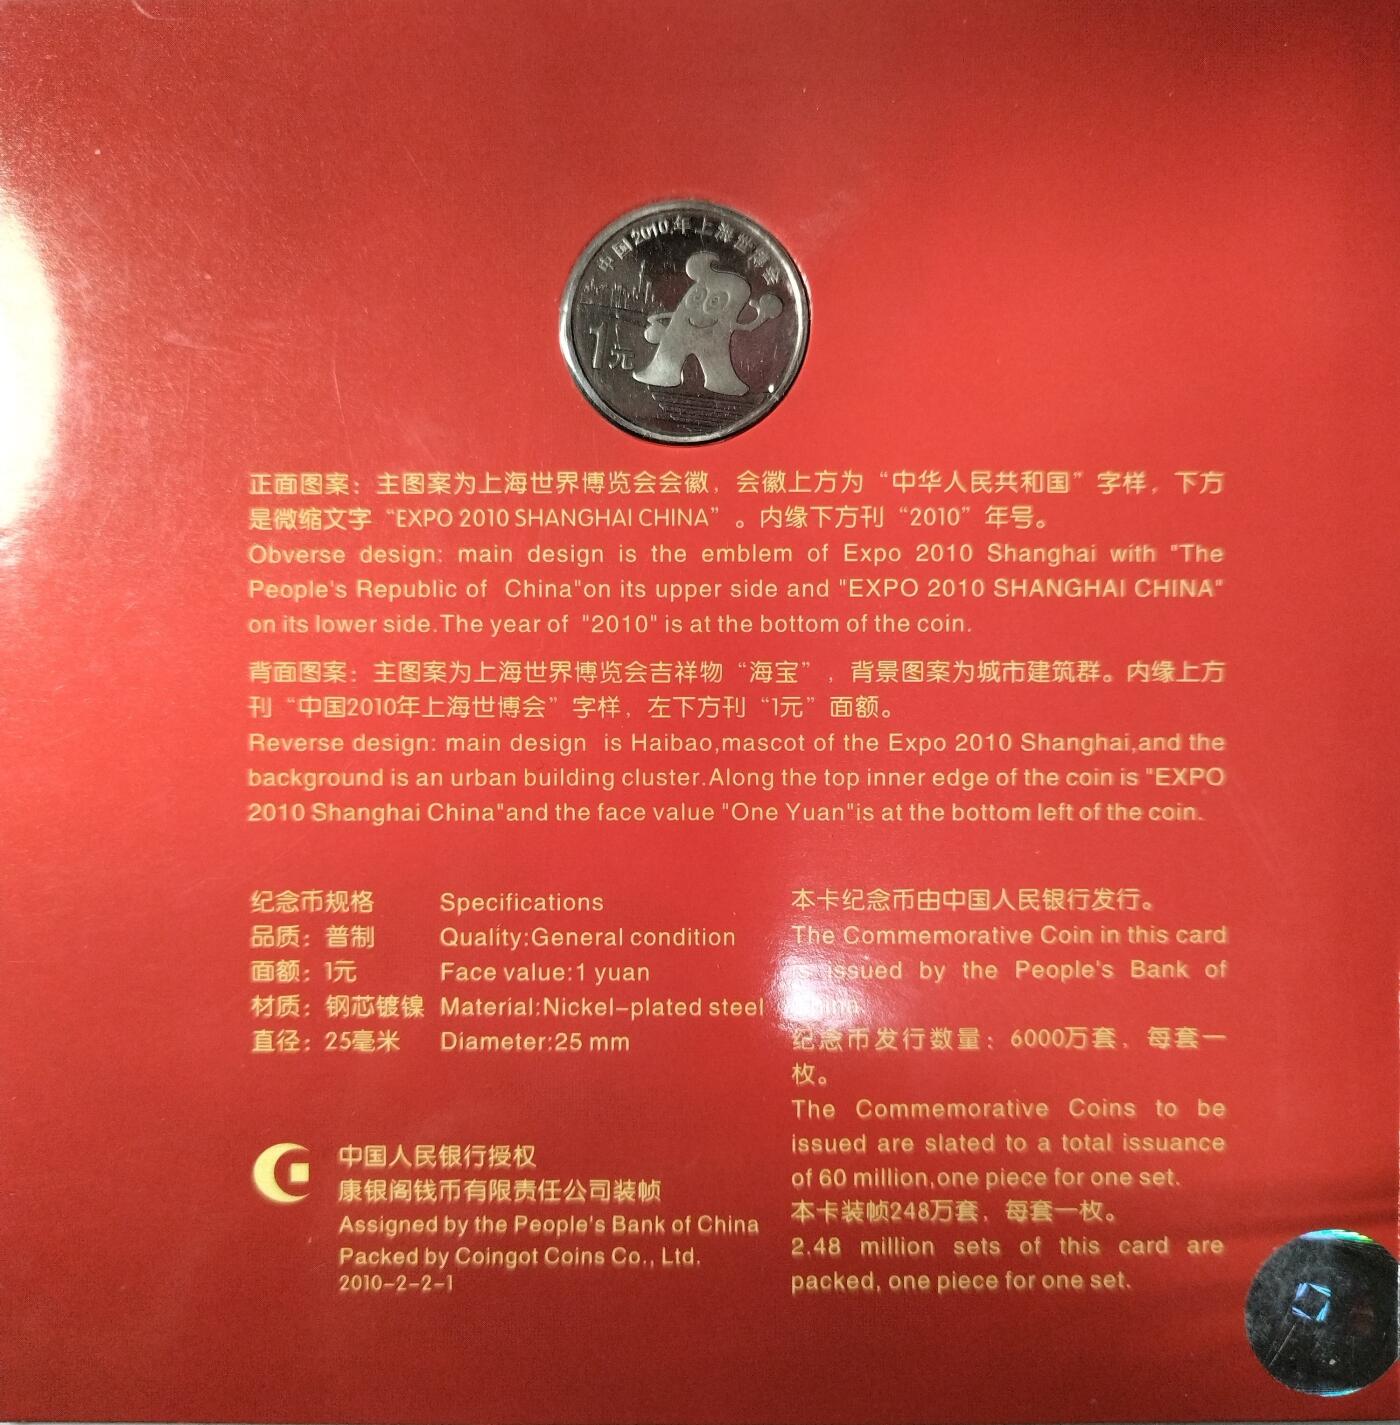 中国2010年上海世博会
1元
正面图案：主图案为上海世界博览会会徽，会徽上方为“中华人民共和国”字样，下方
是微缩文字“EXPO 2010 SHANGHAI CHINA”。内缘下方刊“2010”年号。
Obverse design: main design is the emblem of Expo 2010 Shanghai with "The
People's Republic of China"on its upper side and "EXPO 2010 SHANGHAI CHINA"
on its lower side.The year of "2010" is at the bottom of the coin.
背面图案：主图案为上海世界博览会吉祥物“海宝”，背景图案为城市建筑群。内缘上方
刊“中国2010年上海世博会”字样，左下方刊“1元”面额。
Reverse design: main design is Haibao,mascot of the Expo 2010 Shanghai,and the
background is an urban building cluster.Along the top inner edge of the coin is "EXPO
2010 Shanghai China"and the face value "One Yuan"is at the bottom left of the coin.
纪念币规格 Specifications
品质：普制 Quality:General condition
面额：1元 Face value:1 yuan
材质：钢芯镀镍 Material:Nickel-plated steel
直径：25毫米 Diameter:25 mm
中国人民银行授权
康银阁钱币有限责任公司装帧
Assigned by the People's Bank of China
Packed by Coingot Coins Co., Ltd.
2010-2-2-1
本卡纪念币由中国人民银行发行。
The Commemorative Coin in this card
is issued by the People's Bank of
China.
纪念币发行数量：6000万套，每套一
枚。
The Commemorative Coins to be
issued are slated to a total issuance
of 60 million,one piece for one set.
本卡装帧248万套，每套一枚。
2.48 million sets of this card are
packed, one piece for one set.